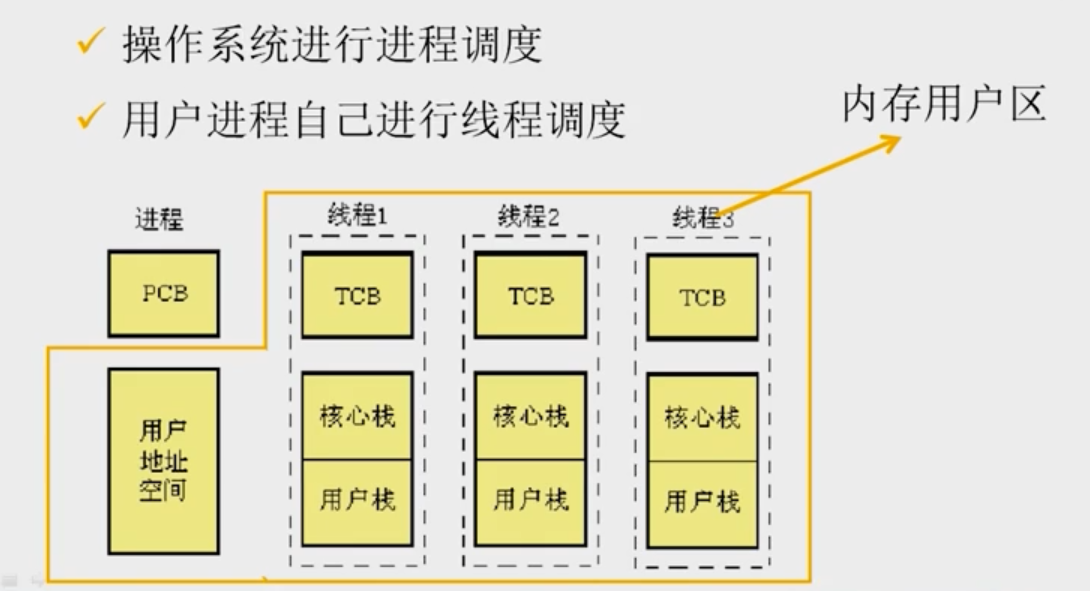 操作系统进行进程调度
用户进程自己进行线程调度
内存用户区
进程
线程1
线程2
线程3
PCB
TCB
TCB
TCB
用户
地址
空间
核心栈
核心栈
核心栈
用户栈
用户栈
用户栈